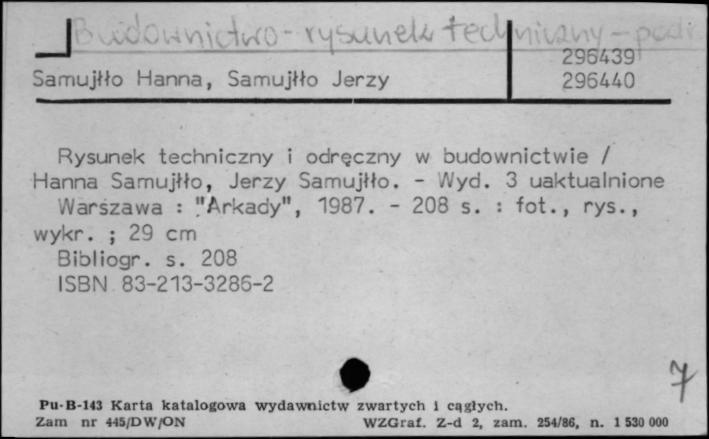 Budownictwo - rysunek techniczny - podr
296439
Samujłło Hanna, Samujłło Jerzy 296440
Rysunek techniczny i odręczny w budownictwie /
Hanna Samujłło, Jerzy Samujłło. - Wyd. 3 uaktualnione
Warszawa : "Arkady", 1987. - 208 s. : fot., rys.,
wykr. ; 29 cm
Bibliogr. s. 208
ISBN 83-213-3286-2
7
Pu-B-143 Karta katalogowa wydawnictw zwartych i ciągłych.
Zam nr 445/DW/ON WZGraf. Z-d 2, zam. 254/86, n. 1 530 000